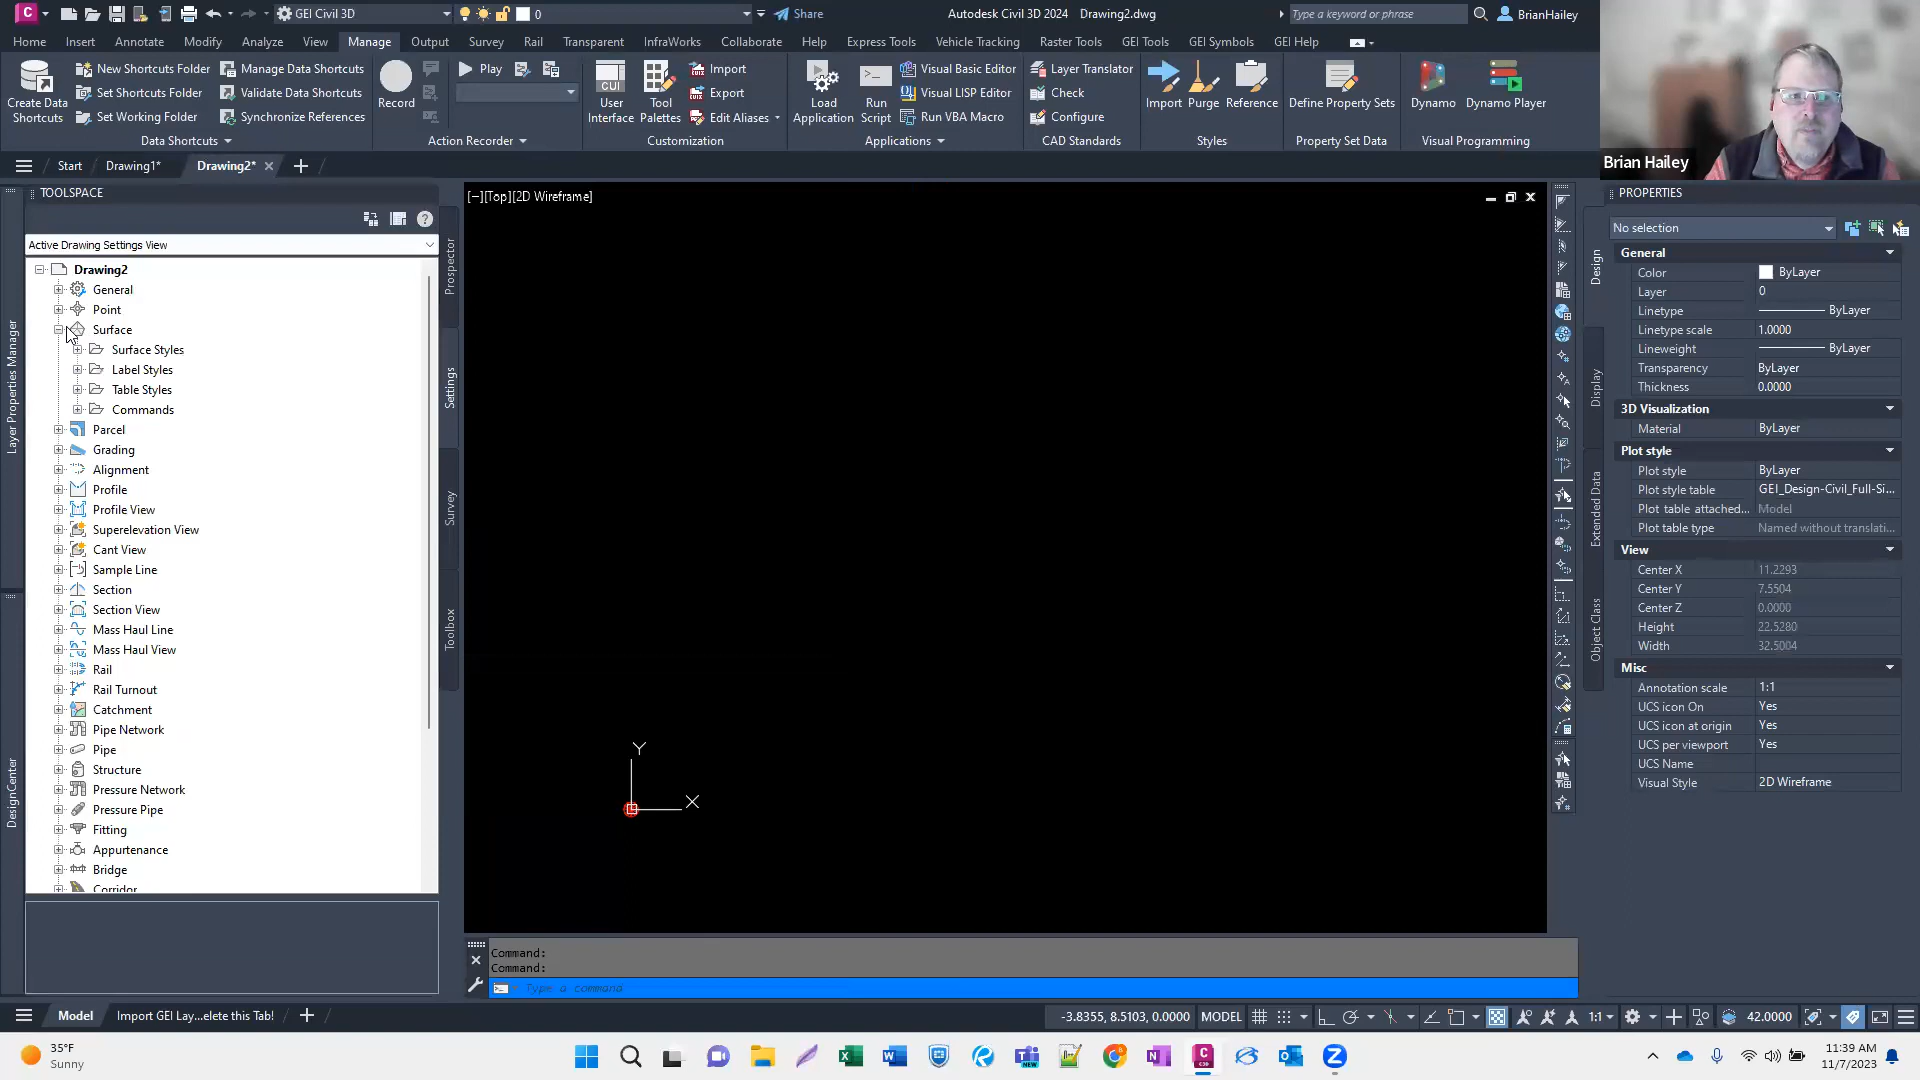 GEI Civil 3D
0
Share
Autodesk Civil 3D 2024 Drawing2.dwg
Type a keyword or phrase
BrianHailey
Home Insert Annotate Modify Analyze View Manage Output Survey Rail Transparent InfraWorks Collaborate Help Express Tools Vehicle Tracking Raster Tools GEI Tools GEI Symbols GEI Help
Create Data Shortcuts
New Shortcuts Folder
Set Shortcuts Folder
Set Working Folder
Manage Data Shortcuts
Validate Data Shortcuts
Synchronize References
Data Shortcuts
Record
Play
Action Recorder
CUI
User Interface
Tool Palettes
Import
Export
Edit Aliases
Customization
Load Application
Run Script
Visual Basic Editor
Visual LISP Editor
Run VBA Macro
Applications
Layer Translator
Check
Configure
CAD Standards
Import Purge Reference
Styles
Define Property Sets
Property Set Data
Dynamo Dynamo Player
Visual Programming
Brian Hailey
Start Drawing1* Drawing2*
TOOLSPACE
Active Drawing Settings View
Drawing2
General
Point
Surface
Surface Styles
Label Styles
Table Styles
Commands
Parcel
Grading
Alignment
Profile
Profile View
Superelevation View
Cant View
Sample Line
Section
Section View
Mass Haul Line
Mass Haul View
Rail
Rail Turnout
Catchment
Pipe Network
Pipe
Structure
Pressure Network
Pressure Pipe
Fitting
Appurtenance
Bridge
Corridor
Layer Properties Manager
DesignCenter
Prospector
Settings
Survey
Toolbox
[−][Top][2D Wireframe]
Y
X
Command:
Command:
Type a command
PROPERTIES
No selection
Design
Display
Extended Data
Object Class
General
Color ByLayer
Layer 0
Linetype ByLayer
Linetype scale 1.0000
Lineweight ByLayer
Transparency ByLayer
Thickness 0.0000
3D Visualization
Material ByLayer
Plot style
Plot style ByLayer
Plot style table GEI_Design-Civil_Full-Si...
Plot table attached... Model
Plot table type Named without translati...
View
Center X 11.2293
Center Y 7.5504
Center Z 0.0000
Height 22.5280
Width 32.5004
Misc
Annotation scale 1:1
UCS icon On Yes
UCS icon at origin Yes
UCS per viewport Yes
UCS Name
Visual Style 2D Wireframe
Model Import GEI Lay...elete this Tab!
-3.8355, 8.5103, 0.0000 MODEL 1:1 42.0000
35°F
Sunny
11:39 AM
11/7/2023